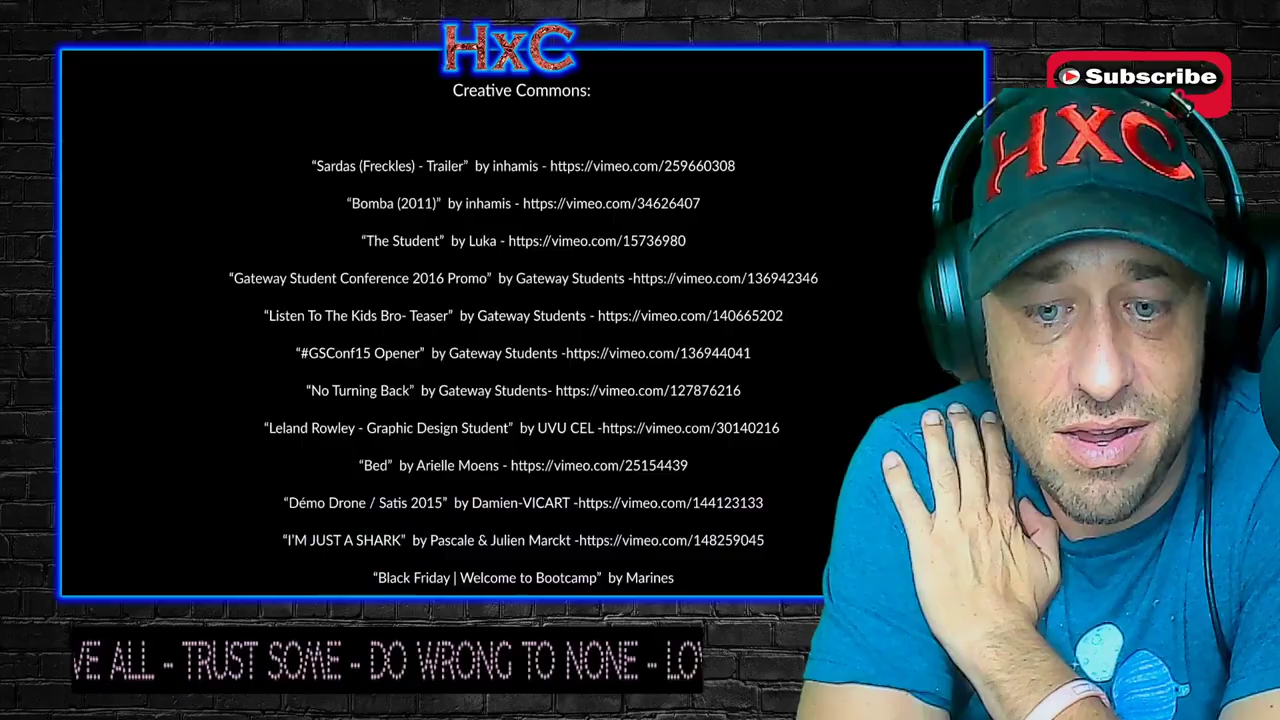 HxC
Subscribe
HXC
Creative Commons:
“Sardas (Freckles) - Trailer” by inhamis - https://vimeo.com/259660308
“Bomba (2011)” by inhamis - https://vimeo.com/34626407
“The Student” by Luka - https://vimeo.com/15736980
“Gateway Student Conference 2016 Promo” by Gateway Students -https://vimeo.com/136942346
“Listen To The Kids Bro- Teaser” by Gateway Students - https://vimeo.com/140665202
“#GSConf15 Opener” by Gateway Students -https://vimeo.com/136944041
“No Turning Back” by Gateway Students- https://vimeo.com/127876216
“Leland Rowley - Graphic Design Student” by UVU CEL -https://vimeo.com/30140216
“Bed” by Arielle Moens - https://vimeo.com/25154439
“Démo Drone / Satis 2015” by Damien-VICART -https://vimeo.com/144123133
“I’M JUST A SHARK” by Pascale & Julien Marckt -https://vimeo.com/148259045
“Black Friday | Welcome to Bootcamp” by Marines
VE ALL - TRUST SOME - DO WRONG TO NONE - LO